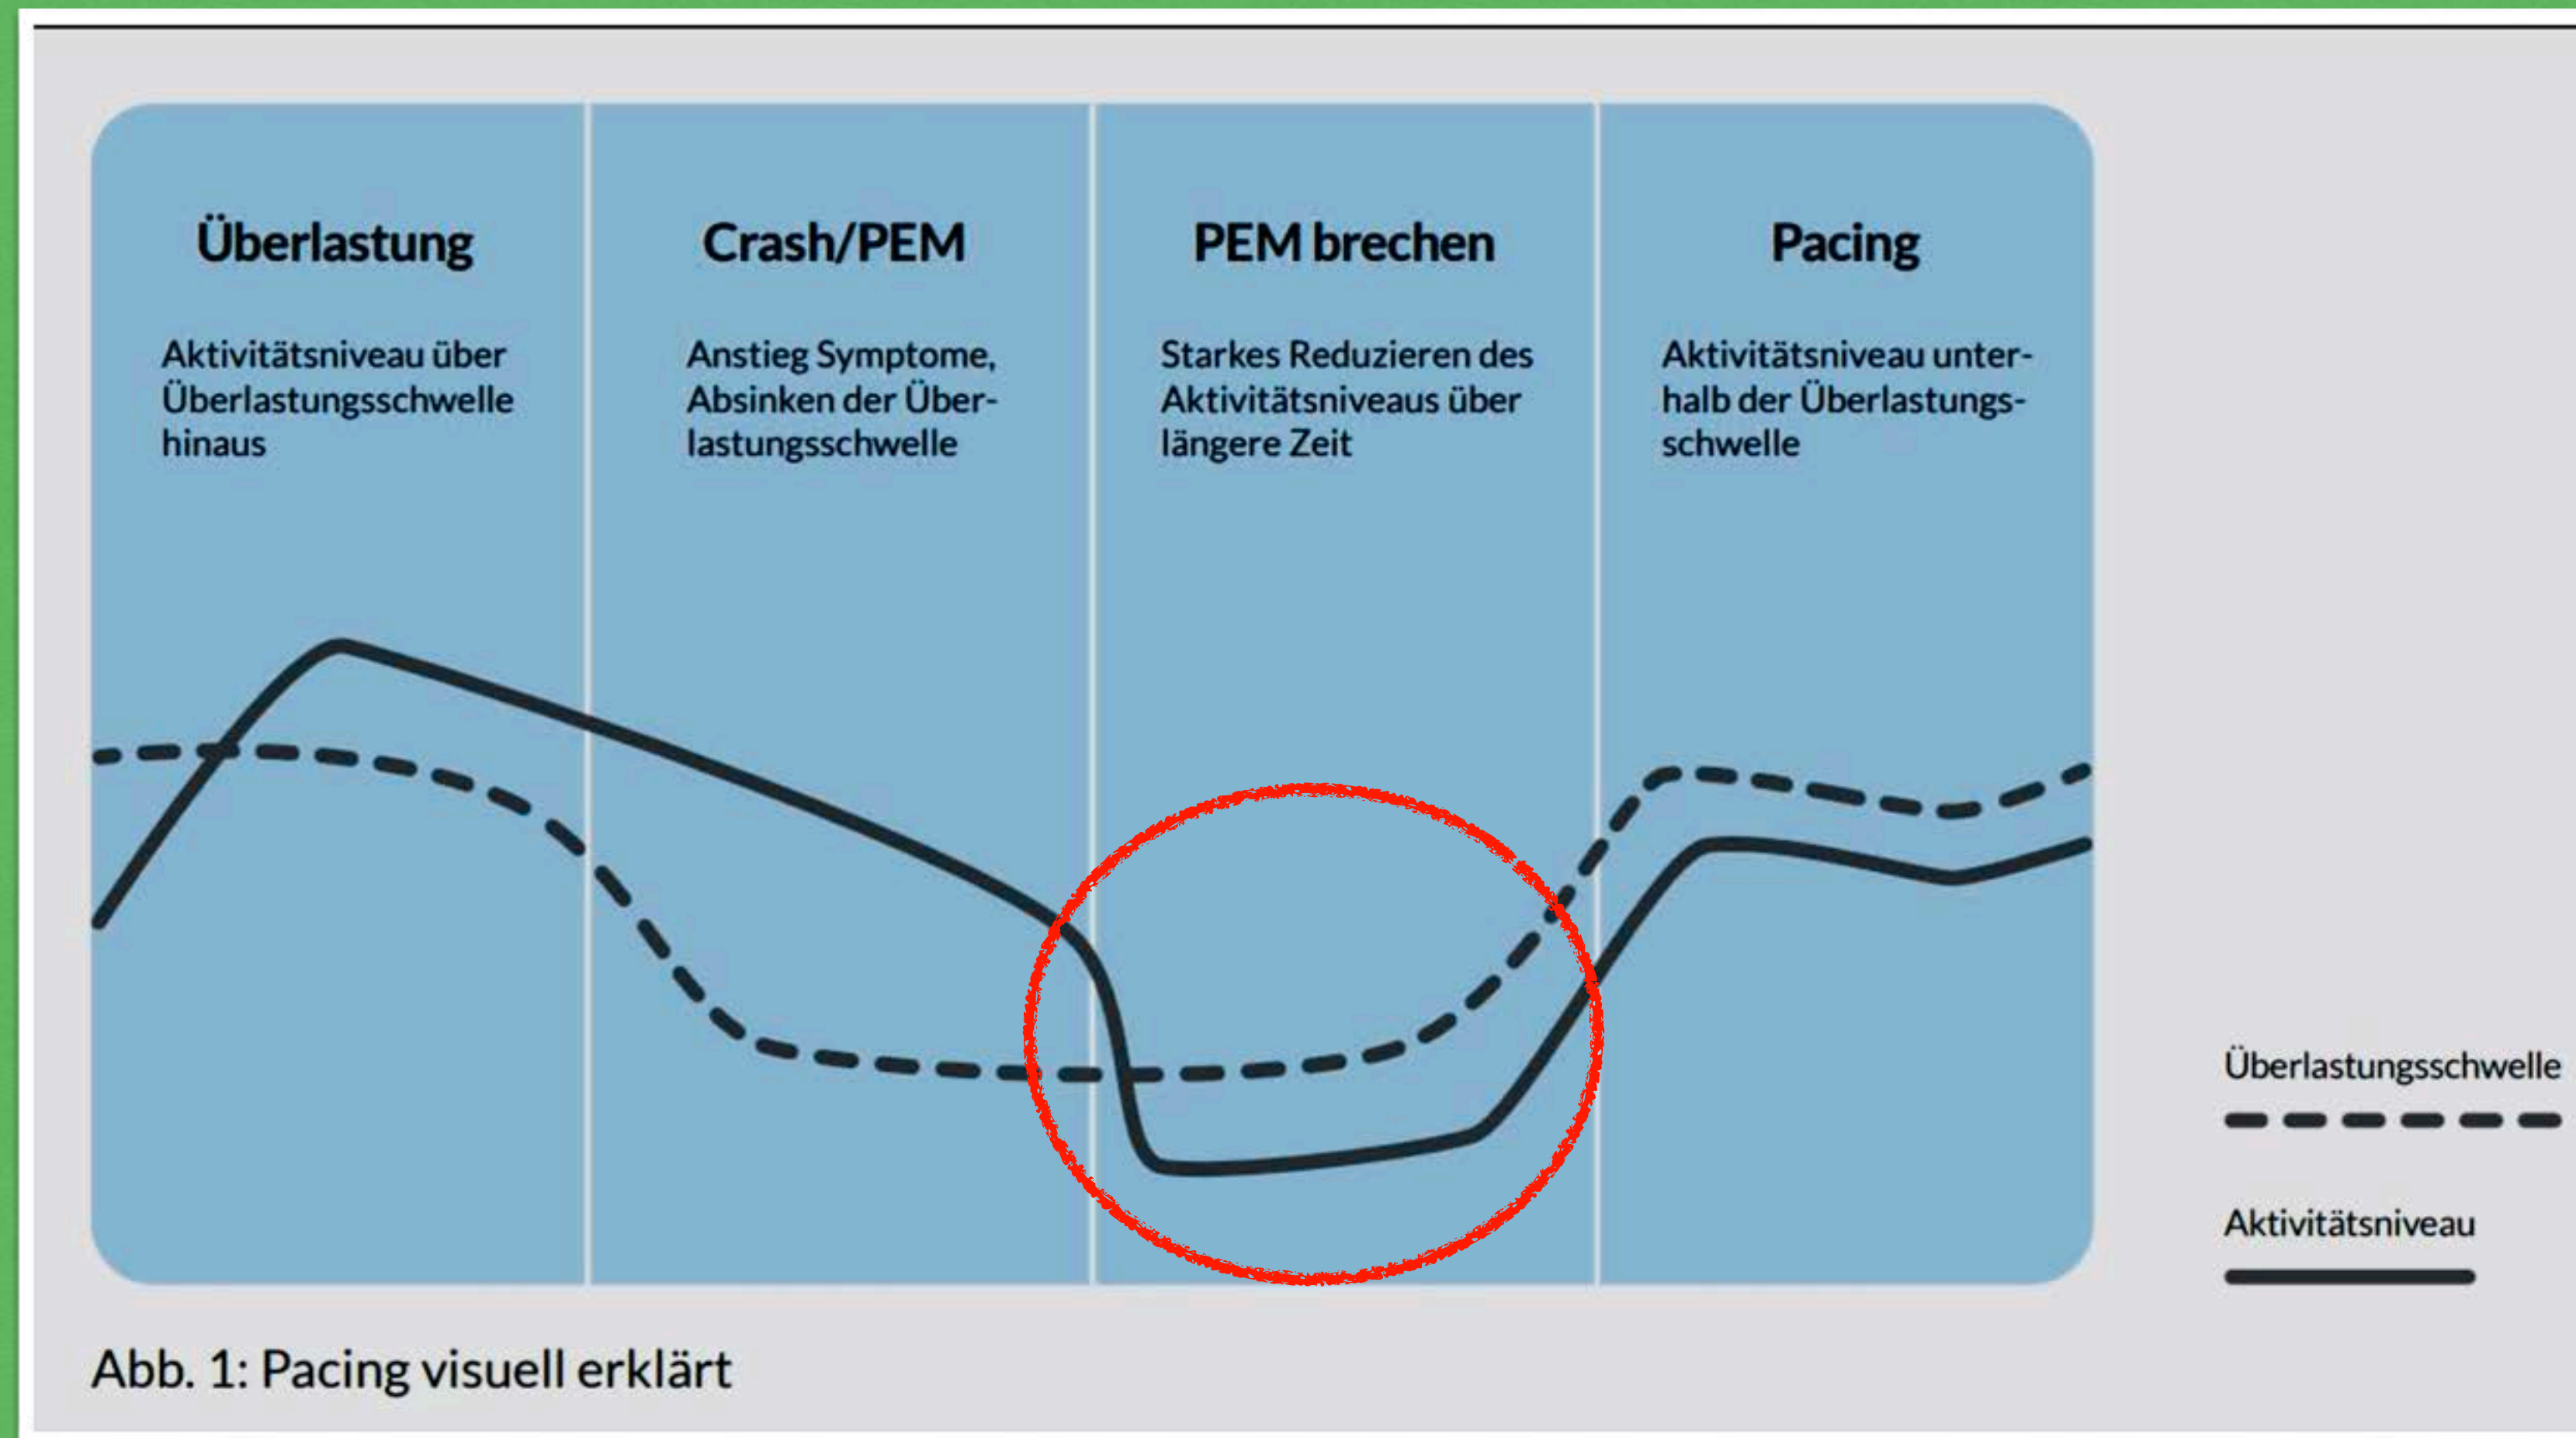 Überlastung
Aktivitätsniveau über
Überlastungsschwelle
hinaus
Crash/PEM
Anstieg Symptome,
Absinken der Über-
lastungsschwelle
PEM brechen
Starkes Reduzieren des
Aktivitätsniveaus über
längere Zeit
Pacing
Aktivitätsniveau unter-
halb der Überlastungs-
schwelle
Überlastungsschwelle
Aktivitätsniveau
Abb. 1: Pacing visuell erklärt